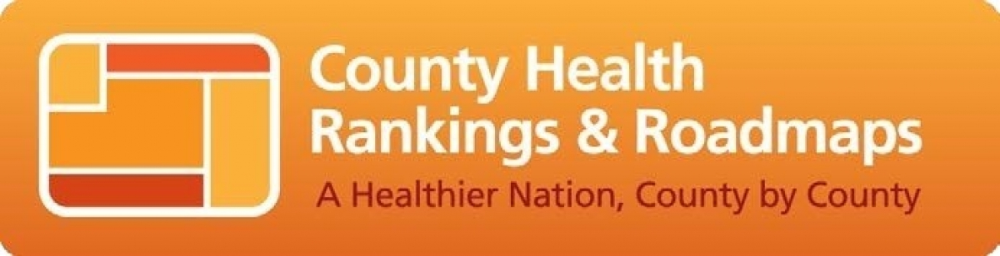 County Health
Rankings & Roadmaps
A Healthier Nation, County by County